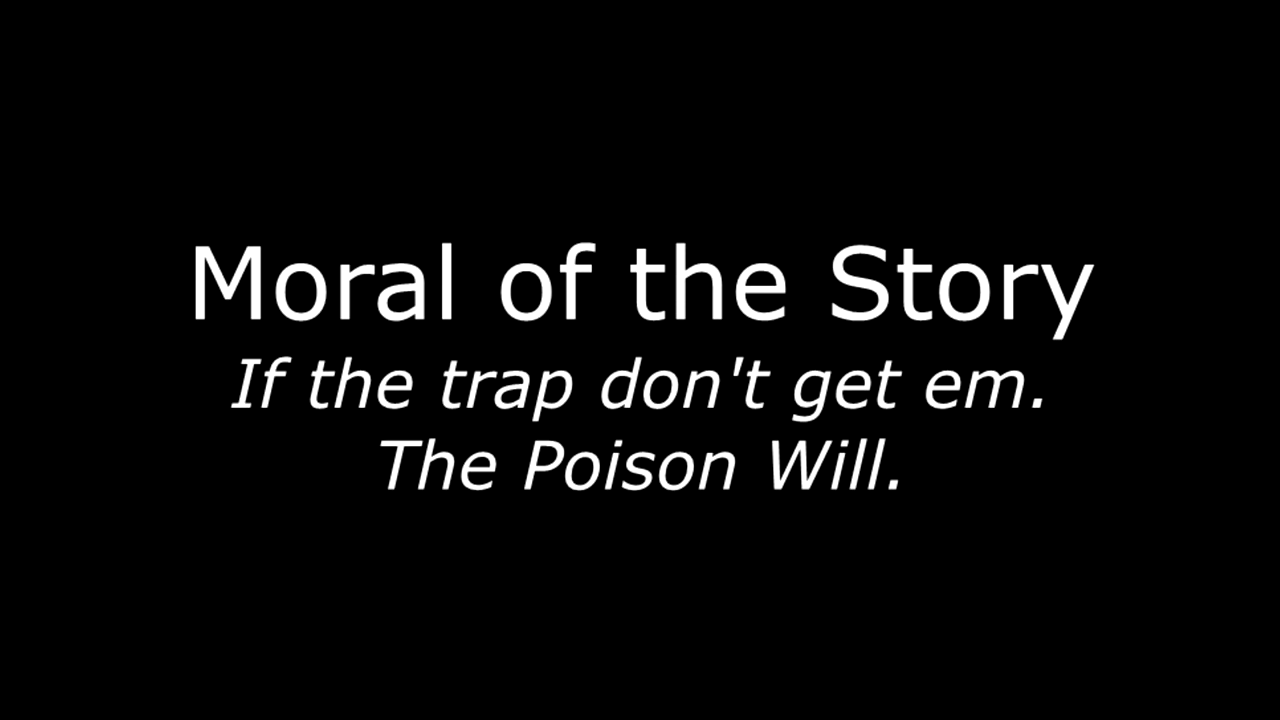 Moral of the Story
If the trap don't get em.
The Poison Will.